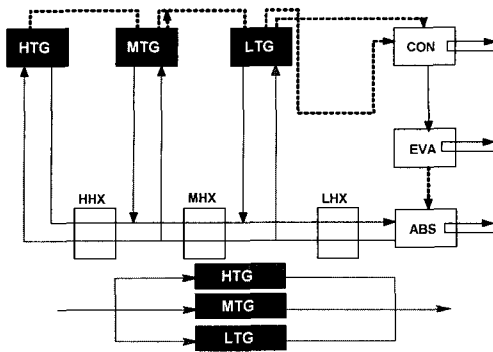 HTG MTG LTG CON
EVA
HHX MHX LHX
ABS
HTG
MTG
LTG